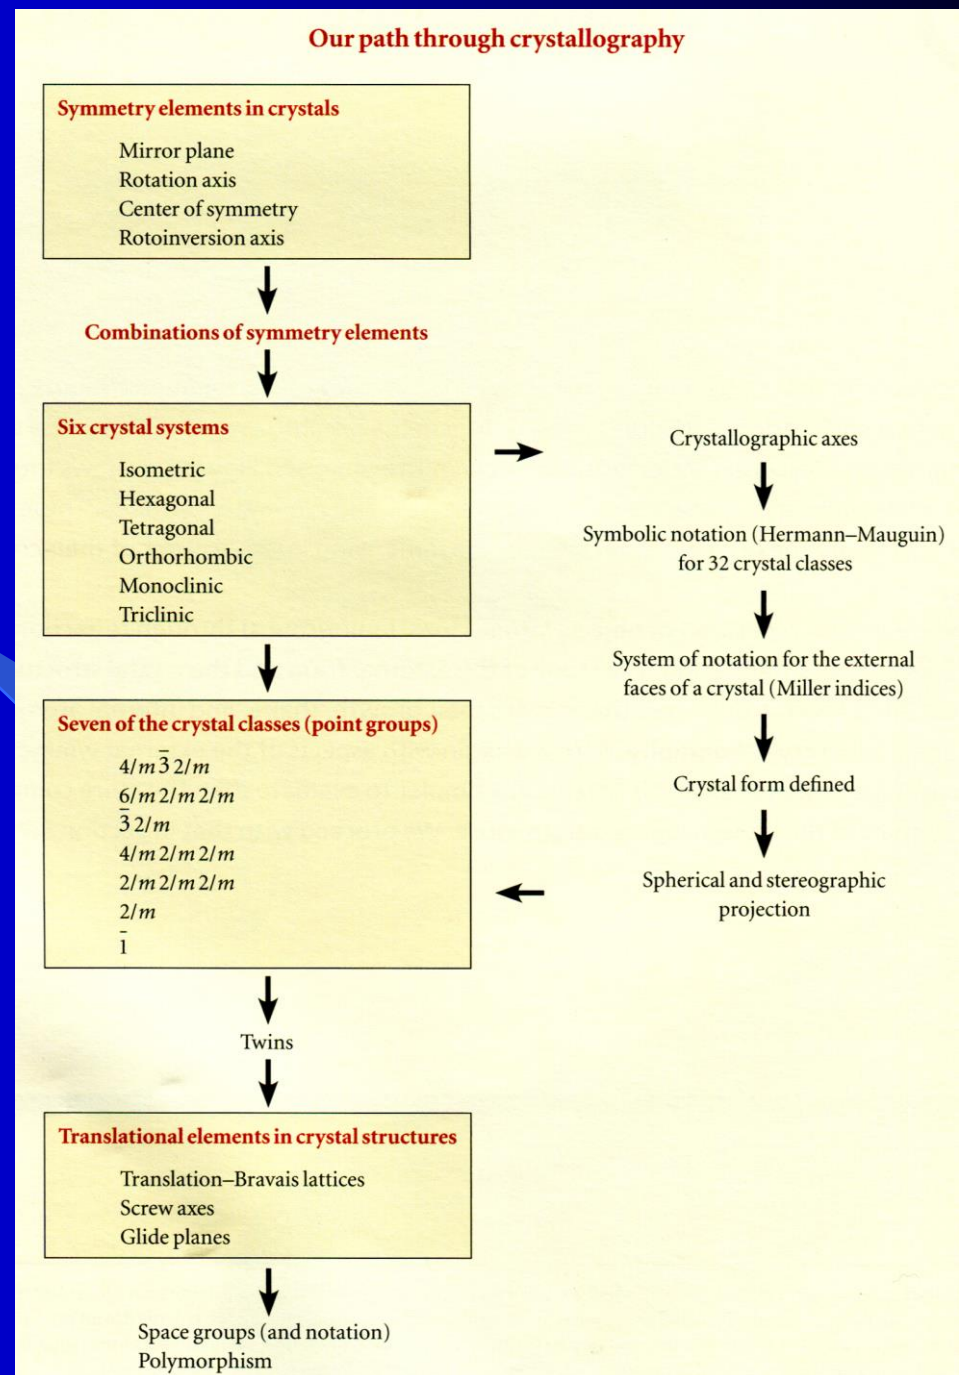 Our path through crystallography
Symmetry elements in crystals
Mirror plane
Rotation axis
Center of symmetry
Rotoinversion axis
Combinations of symmetry elements
Six crystal systems
Isometric
Hexagonal
Tetragonal
Orthorhombic
Monoclinic
Triclinic
Crystallographic axes
Symbolic notation (Hermann–Mauguin)
for 32 crystal classes
System of notation for the external
faces of a crystal (Miller indices)
Crystal form defined
Spherical and stereographic
projection
Seven of the crystal classes (point groups)
4/m 3̅ 2/m
6/m 2/m 2/m
3̅ 2/m
4/m 2/m 2/m
2/m 2/m 2/m
2/m
1̅
Twins
Translational elements in crystal structures
Translation–Bravais lattices
Screw axes
Glide planes
Space groups (and notation)
Polymorphism